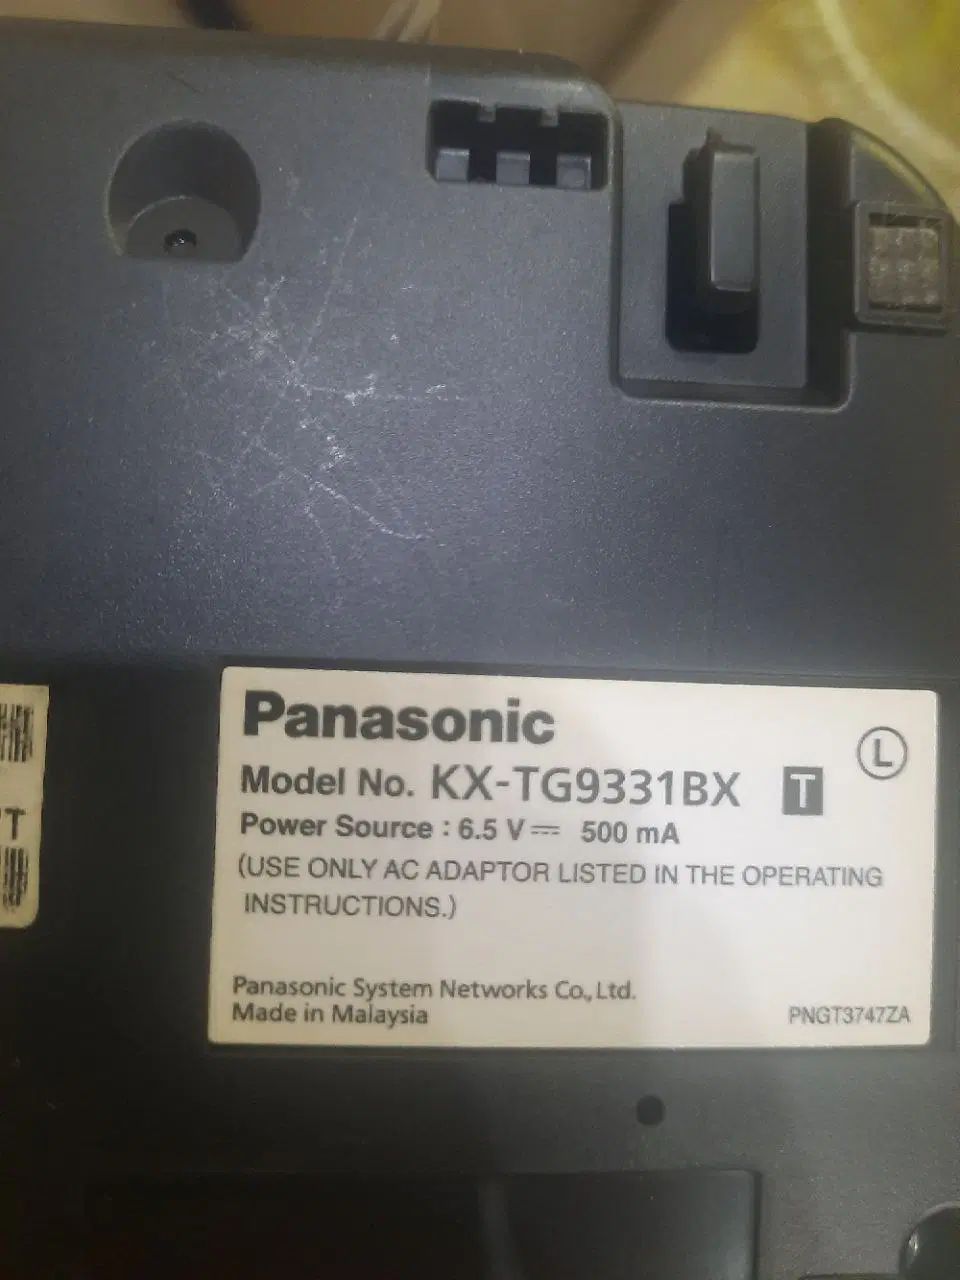 Panasonic
L
Model No. KX-TG9331BX T
Power Source : 6.5 V⎓ 500 mA
(USE ONLY AC ADAPTOR LISTED IN THE OPERATING
INSTRUCTIONS.)
Panasonic System Networks Co., Ltd.
Made in Malaysia
PNGT3747ZA
T